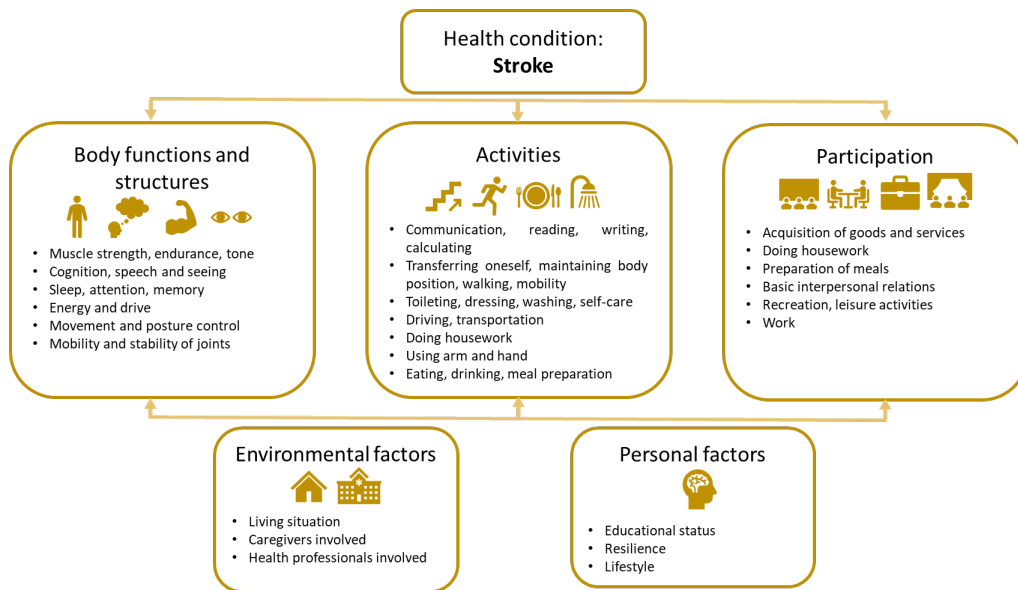 Health condition:
Stroke
Body functions and
structures
• Muscle strength, endurance, tone
• Cognition, speech and seeing
• Sleep, attention, memory
• Energy and drive
• Movement and posture control
• Mobility and stability of joints
Activities
• Communication, reading, writing,
calculating
• Transferring oneself, maintaining body
position, walking, mobility
• Toileting, dressing, washing, self-care
• Driving, transportation
• Doing housework
• Using arm and hand
• Eating, drinking, meal preparation
Participation
• Acquisition of goods and services
• Doing housework
• Preparation of meals
• Basic interpersonal relations
• Recreation, leisure activities
• Work
Environmental factors
• Living situation
• Caregivers involved
• Health professionals involved
Personal factors
• Educational status
• Resilience
• Lifestyle